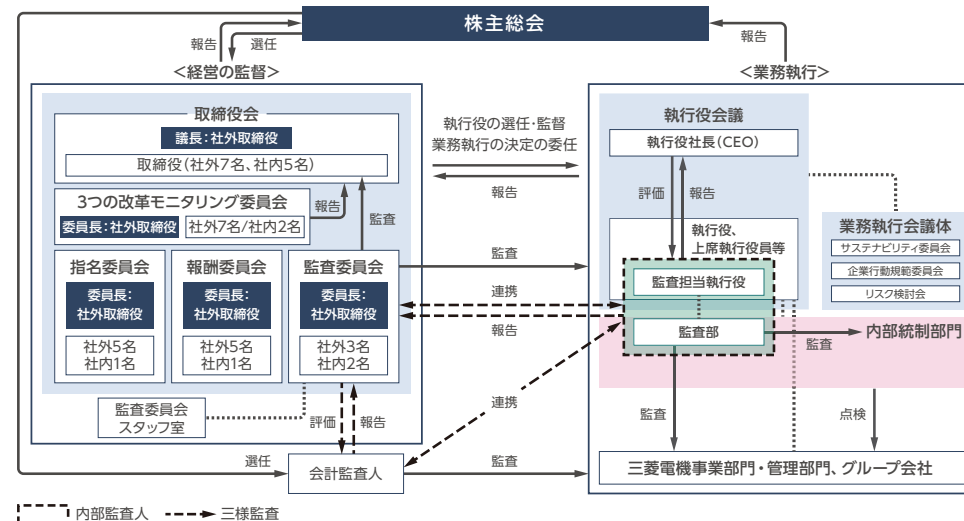 株主総会
報告
選任
報告
<経営の監督>
<業務執行>
取締役会
議長:社外取締役
取締役(社外7名、社内5名)
3つの改革モニタリング委員会
委員長:社外取締役
社外7名/社内2名
報告
監査
指名委員会
委員長:
社外取締役
社外5名
社内1名
報酬委員会
委員長:
社外取締役
社外5名
社内1名
監査委員会
委員長:
社外取締役
社外3名
社内2名
監査委員会
スタッフ室
評価
報告
選任
会計監査人
監査
執行役の選任・監督
業務執行の決定の委任
報告
監査
連携
報告
連携
執行役会議
執行役社長(CEO)
評価
報告
執行役、
上席執行役員等
監査担当執行役
監査部
監査
内部統制部門
業務執行会議体
サステナビリティ委員会
企業行動規範委員会
リスク検討会
監査
点検
三菱電機事業部門・管理部門、グループ会社
内部監査人
三様監査